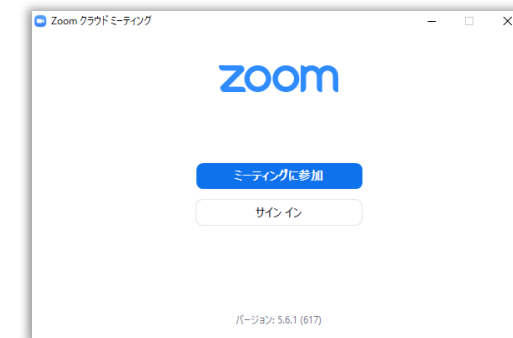 Zoom クラウド ミーティング
zoom
ミーティングに参加
サイン イン
バージョン: 5.6.1 (617)